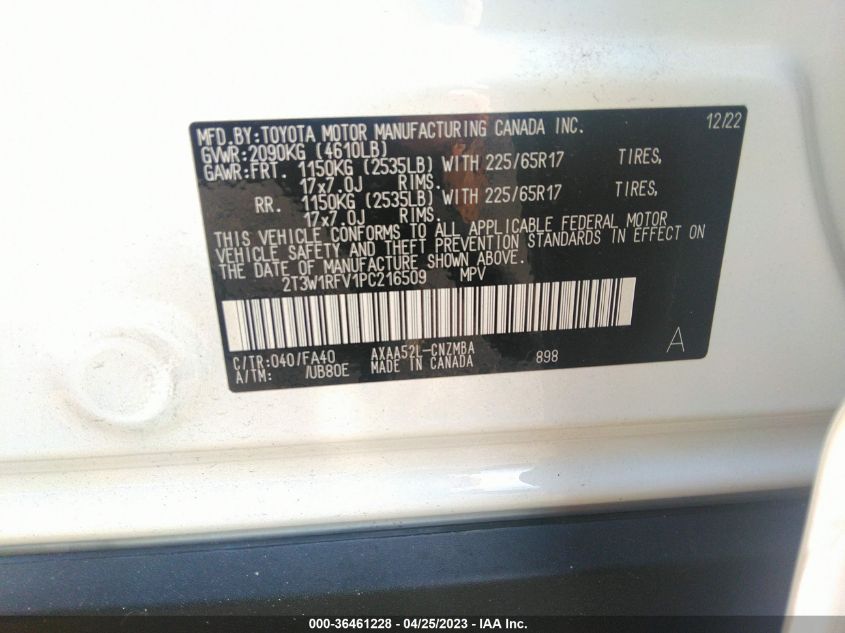 MFD.BY:TOYOTA MOTOR MANUFACTURING CANADA INC. 12/22
GVWR:2090KG (4610LB)
GAWR:FRT. 1150KG (2535LB) WITH 225/65R17 TIRES,
17x7.0J RIMS.
RR. 1150KG (2535LB) WITH 225/65R17 TIRES,
17x7.0J RIMS.
THIS VEHICLE CONFORMS TO ALL APPLICABLE FEDERAL MOTOR
VEHICLE SAFETY AND THEFT PREVENTION STANDARDS IN EFFECT ON
THE DATE OF MANUFACTURE SHOWN ABOVE.
2T3W1RFV1PC216509 MPV
A
C/TR:040/FA40 AXAA52L-CNZMBA 898
A/TM: /UB80E MADE IN CANADA
000-36461228 - 04/25/2023 - IAA Inc.